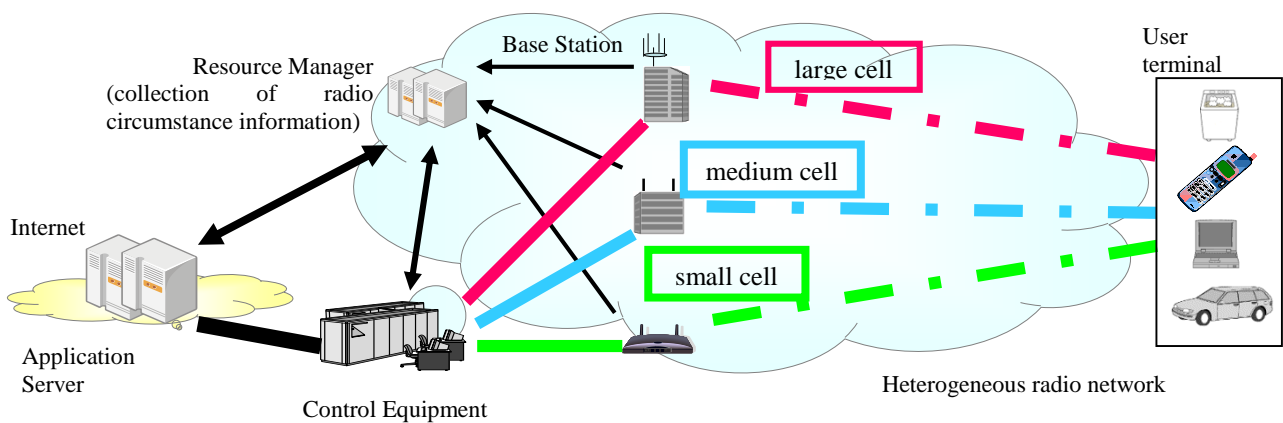 Base Station
large cell
User
terminal
Resource Manager
(collection of radio
circumstance information)
medium cell
Internet
small cell
Application
Server
Heterogeneous radio network
Control Equipment